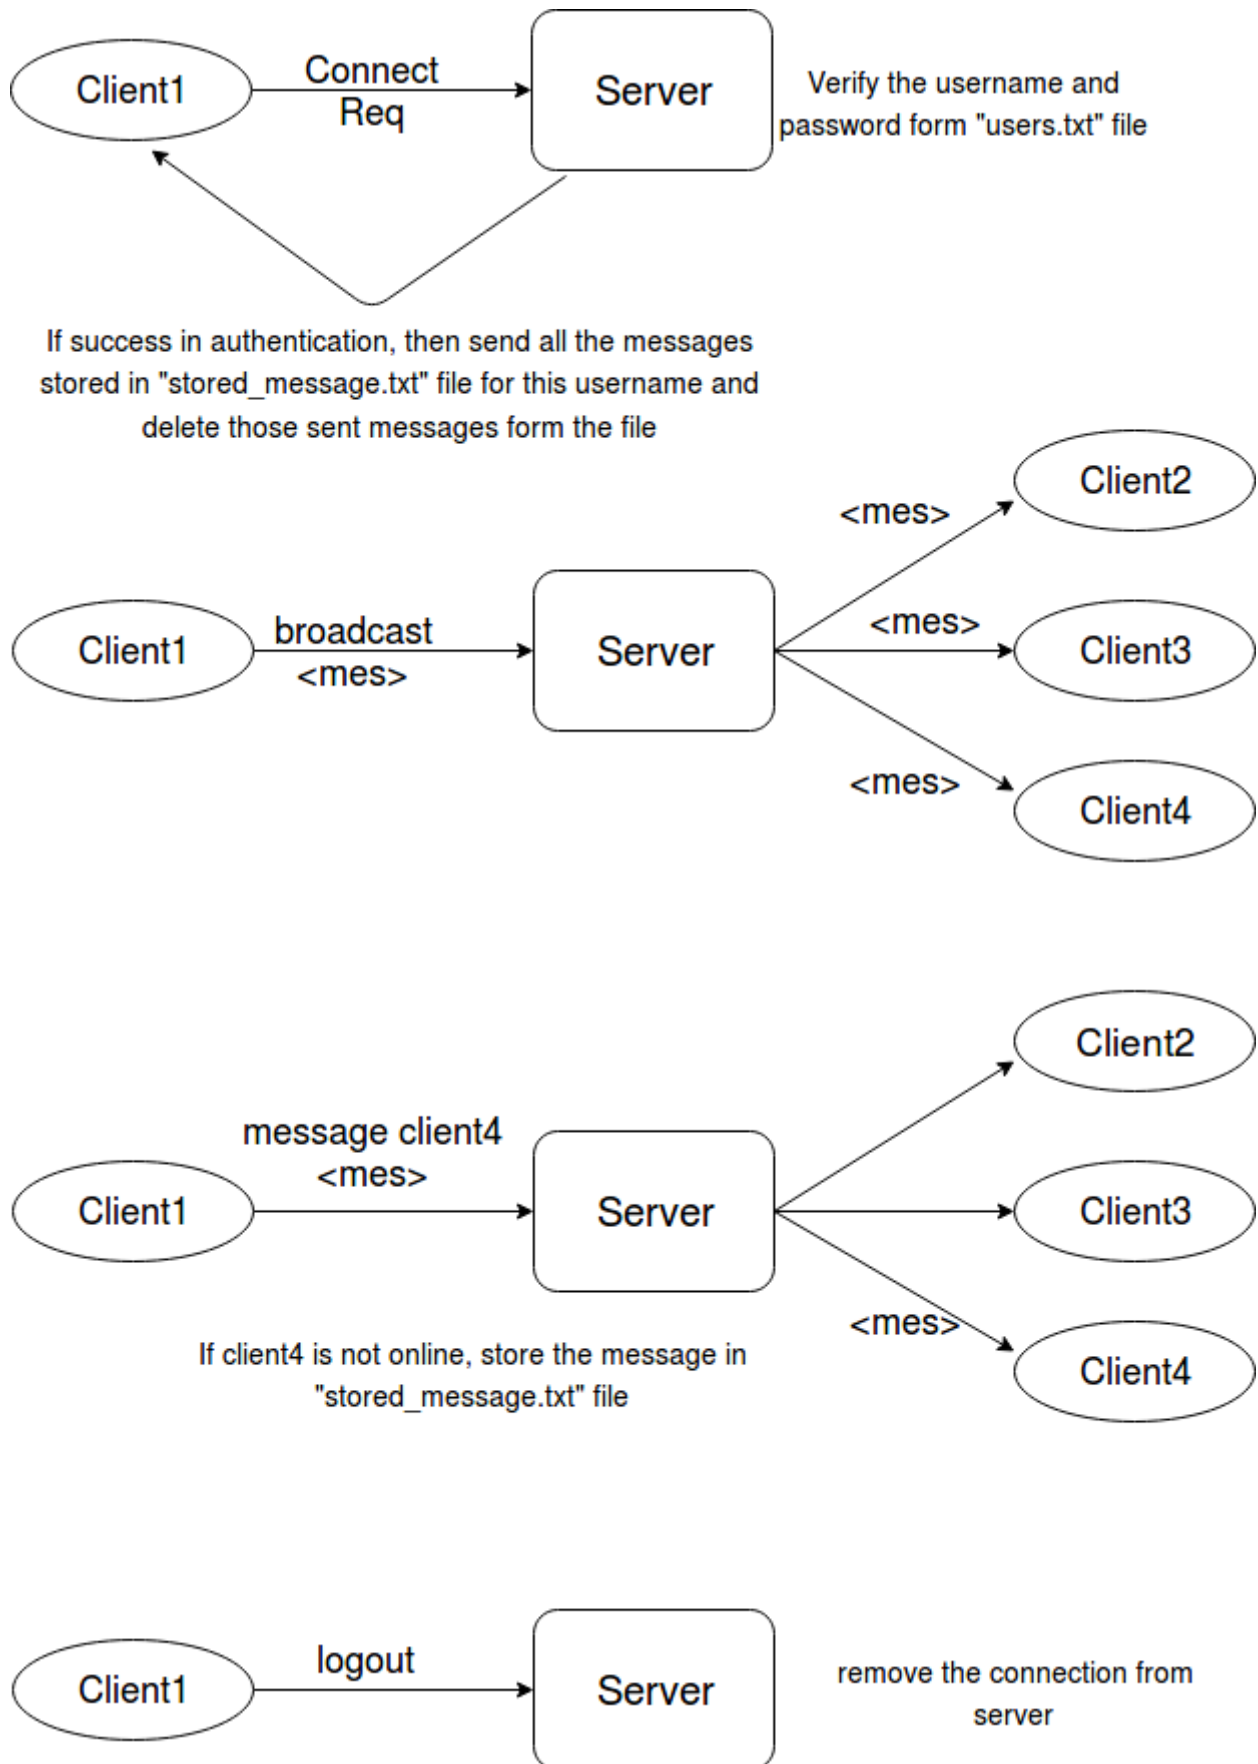 Client1
Connect
Req
Server
Verify the username and
password form "users.txt" file
If success in authentication, then send all the messages
stored in "stored_message.txt" file for this username and
delete those sent messages form the file
Client1
broadcast
<mes>
Server
<mes>
<mes>
<mes>
Client2
Client3
Client4
Client1
message client4
<mes>
Server
<mes>
Client2
Client3
Client4
If client4 is not online, store the message in
"stored_message.txt" file
Client1
logout
Server
remove the connection from
server